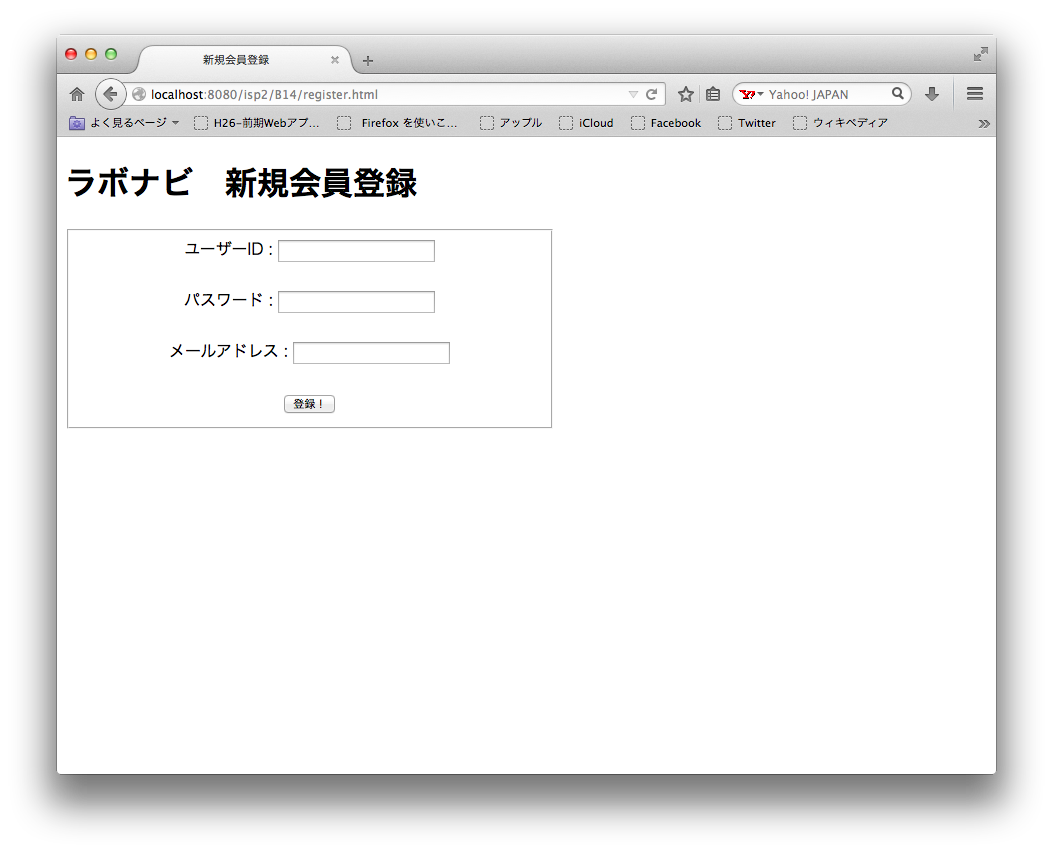 新規会員登録
localhost:8080/isp2/B14/register.html
Yahoo! JAPAN
よく見るページ H26-前期Webアプ... Firefox を使いこ... アップル iCloud Facebook Twitter ウィキペディア
ラボナビ　新規会員登録
ユーザーID :
パスワード :
メールアドレス :
登録！